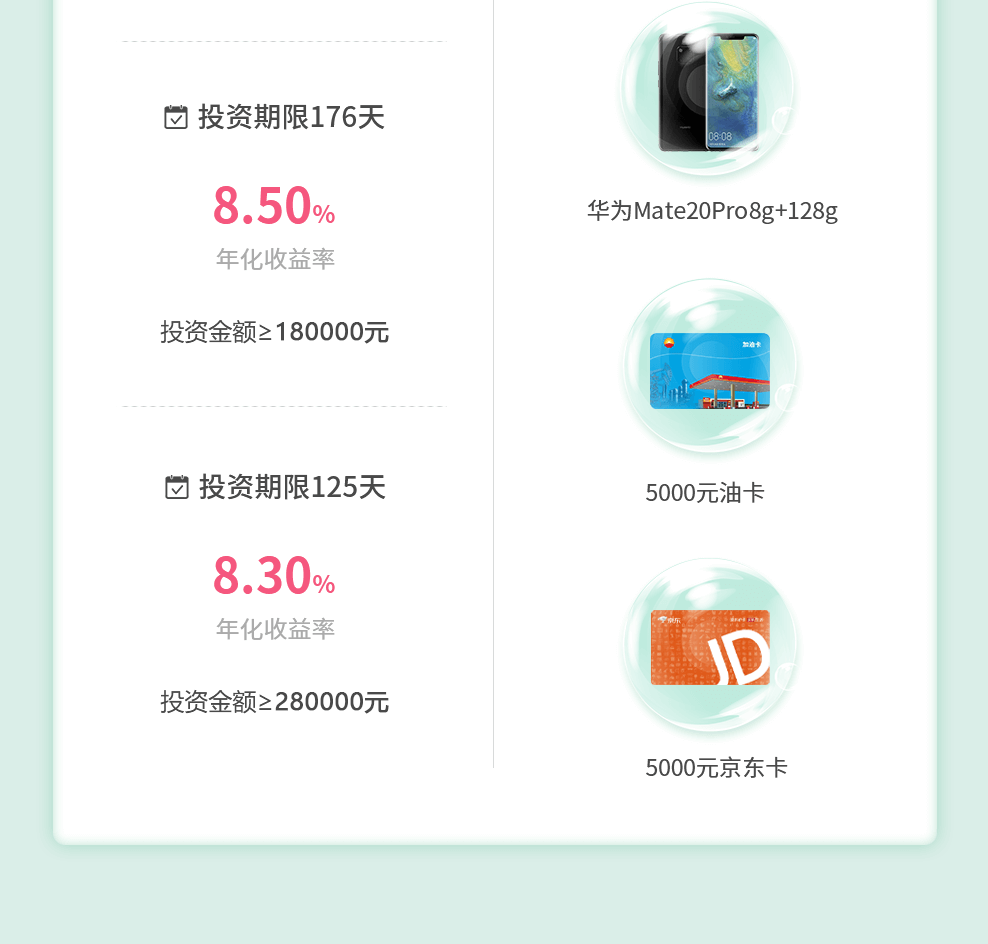 投资期限176天
8.50%
年化收益率
投资金额≥180000元
投资期限125天
8.30%
年化收益率
投资金额≥280000元
08:08
华为Mate20Pro8g+128g
加油卡
5000元油卡
京东
JD
5000元京东卡